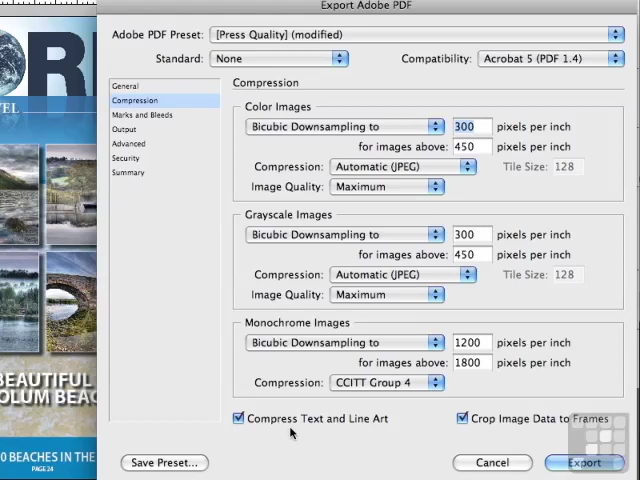 Export Adobe PDF
Adobe PDF Preset: [Press Quality] (modified)
Standard: None Compatibility: Acrobat 5 (PDF 1.4)
General
Compression
Marks and Bleeds
Output
Advanced
Security
Summary
Compression
Color Images
Bicubic Downsampling to 300 pixels per inch
for images above: 450 pixels per inch
Compression: Automatic (JPEG) Tile Size: 128
Image Quality: Maximum
Grayscale Images
Bicubic Downsampling to 300 pixels per inch
for images above: 450 pixels per inch
Compression: Automatic (JPEG) Tile Size: 128
Image Quality: Maximum
Monochrome Images
Bicubic Downsampling to 1200 pixels per inch
for images above: 1800 pixels per inch
Compression: CCITT Group 4
Compress Text and Line Art Crop Image Data to Frames
Save Preset... Cancel Export
BEAUTIFUL
OLUM BEAC
0 BEACHES IN THE
PAGE 24